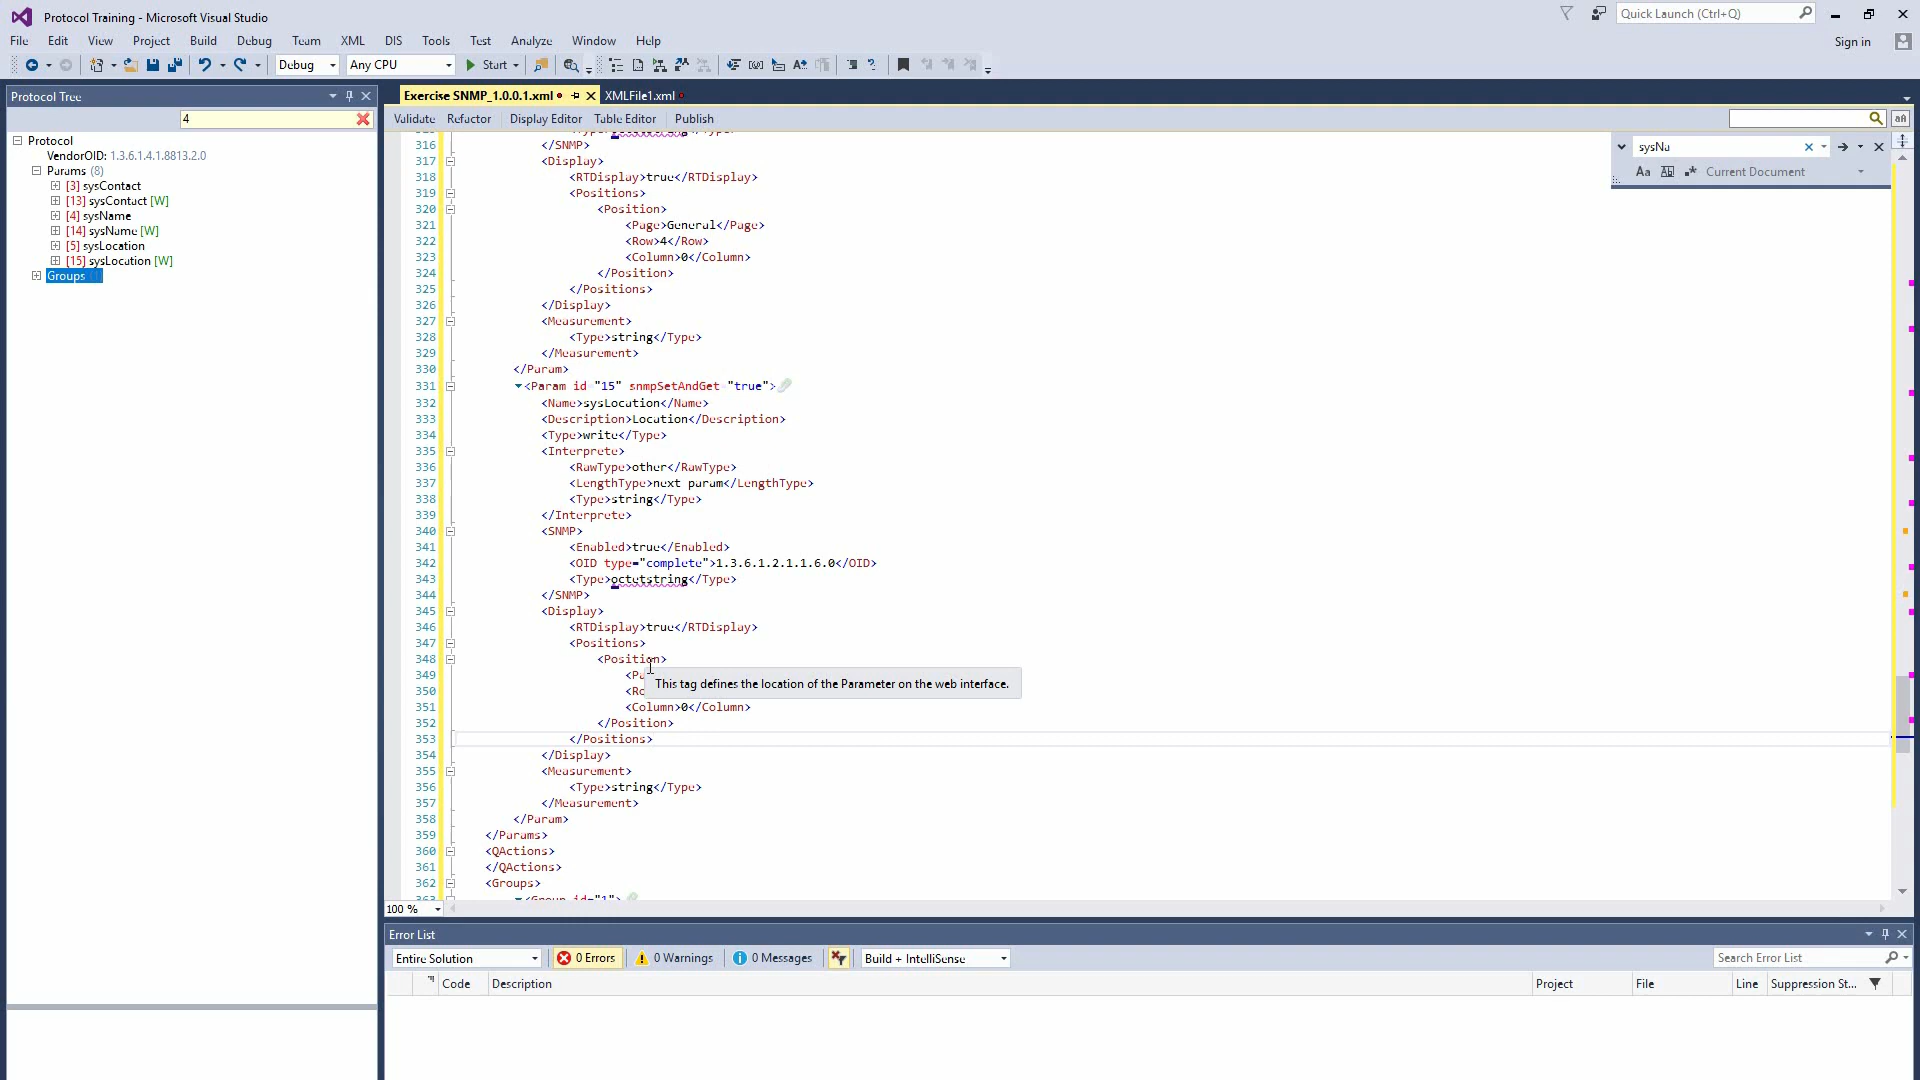 Protocol Training - Microsoft Visual Studio
Quick Launch (Ctrl+Q)
File Edit View Project Build Debug Team XML DIS Tools Test Analyze Window Help
Sign in
Debug Any CPU Start
Protocol Tree
4
Protocol
VendorOID: 1.3.6.1.4.1.8813.2.0
Params (8)
[3] sysContact
[13] sysContact [W]
[4] sysName
[14] sysName [W]
[5] sysLocation
[15] sysLocation [W]
Groups
Exercise SNMP_1.0.0.1.xml XMLFile1.xml
Validate Refactor Display Editor Table Editor Publish
sysNa
Aa Current Document
316 </SNMP>
317 <Display>
318 <RTDisplay>true</RTDisplay>
319 <Positions>
320 <Position>
321 <Page>General</Page>
322 <Row>4</Row>
323 <Column>0</Column>
324 </Position>
325 </Positions>
326 </Display>
327 <Measurement>
328 <Type>string</Type>
329 </Measurement>
330 </Param>
331 <Param id="15" snmpSetAndGet="true">
332 <Name>sysLocation</Name>
333 <Description>Location</Description>
334 <Type>write</Type>
335 <Interprete>
336 <RawType>other</RawType>
337 <LengthType>next param</LengthType>
338 <Type>string</Type>
339 </Interprete>
340 <SNMP>
341 <Enabled>true</Enabled>
342 <OID type="complete">1.3.6.1.2.1.1.6.0</OID>
343 <Type>octetstring</Type>
344 </SNMP>
345 <Display>
346 <RTDisplay>true</RTDisplay>
347 <Positions>
348 <Position>
349 <Pa
This tag defines the location of the Parameter on the web interface.
350 <Ro
351 <Column>0</Column>
352 </Position>
353 </Positions>
354 </Display>
355 <Measurement>
356 <Type>string</Type>
357 </Measurement>
358 </Param>
359 </Params>
360 <QActions>
361 </QActions>
362 <Groups>
363 <Group id="1">
100 %
Error List
Entire Solution 0 Errors 0 Warnings 0 Messages Build + IntelliSense Search Error List
Code Description Project File Line Suppression St...